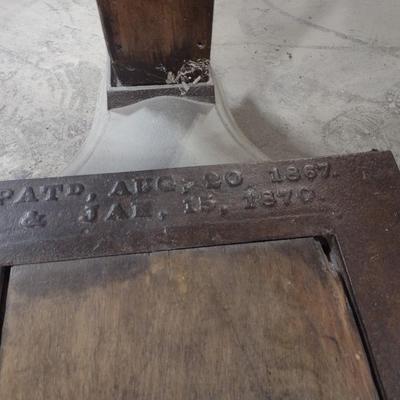 PATD, AUG, 20, 1867.
& JAN, 15, 1870.